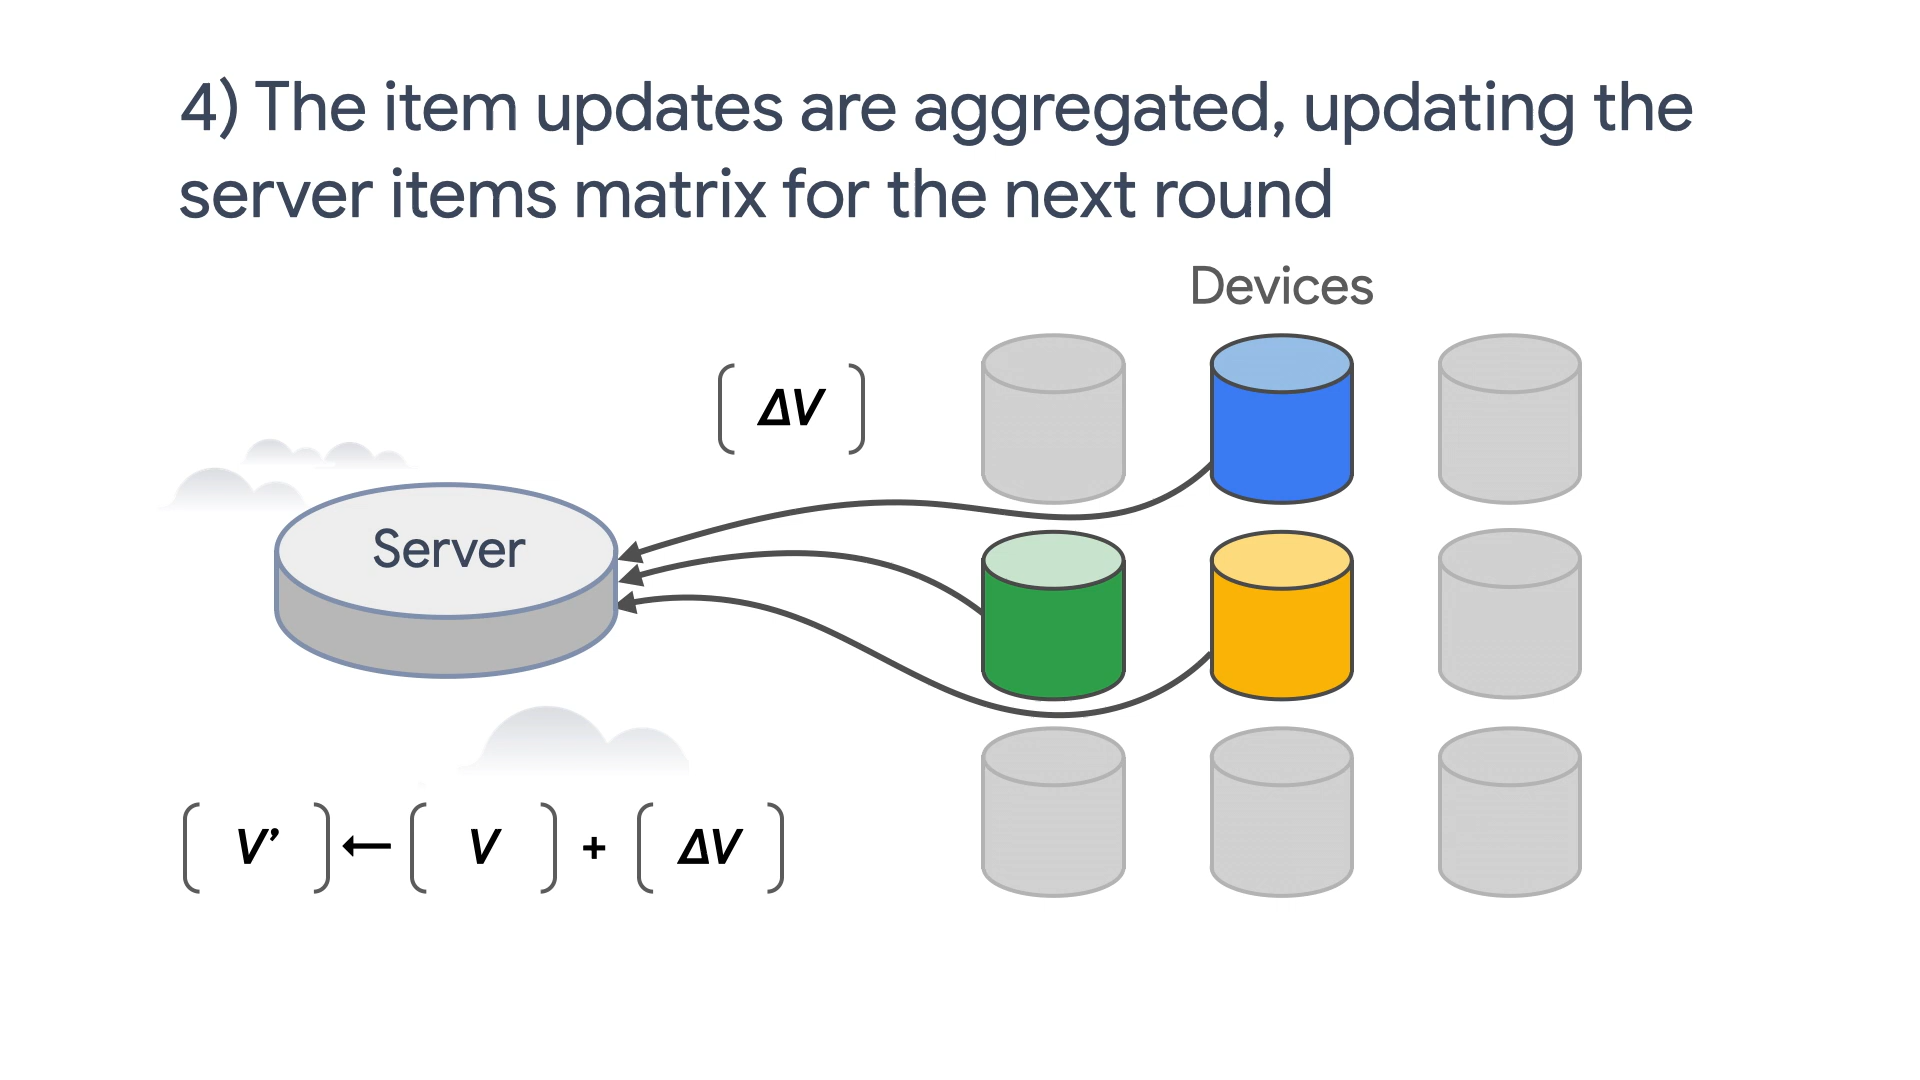 4) The item updates are aggregated, updating the
server items matrix for the next round
Devices
ΔV
Server
V’ ← V + ΔV